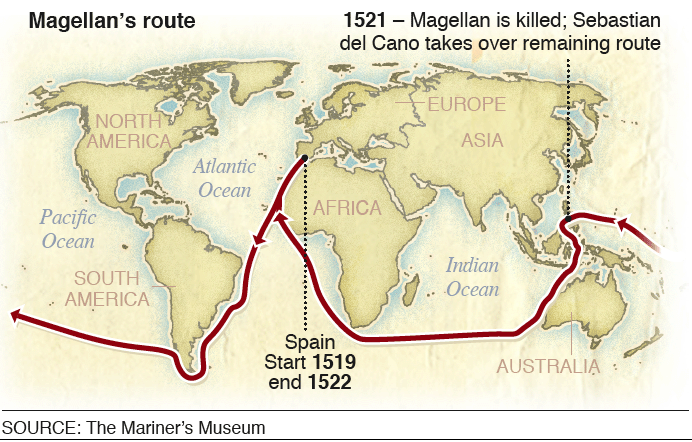 Magellan's route
1521 – Magellan is killed; Sebastian
del Cano takes over remaining route
NORTH
AMERICA
EUROPE
ASIA
Atlantic
Ocean
AFRICA
Pacific
Ocean
SOUTH
AMERICA
Indian
Ocean
Spain
Start 1519
end 1522
AUSTRALIA
SOURCE: The Mariner's Museum